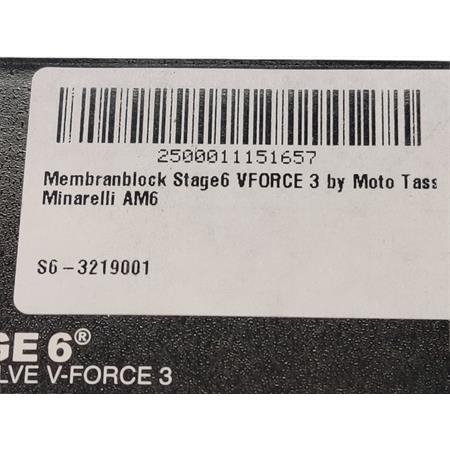 2500011151657
Membranblock Stage6 VFORCE 3 by Moto Tass
Minarelli AM6
S6-3219001
GE 6®
LVE V-FORCE 3